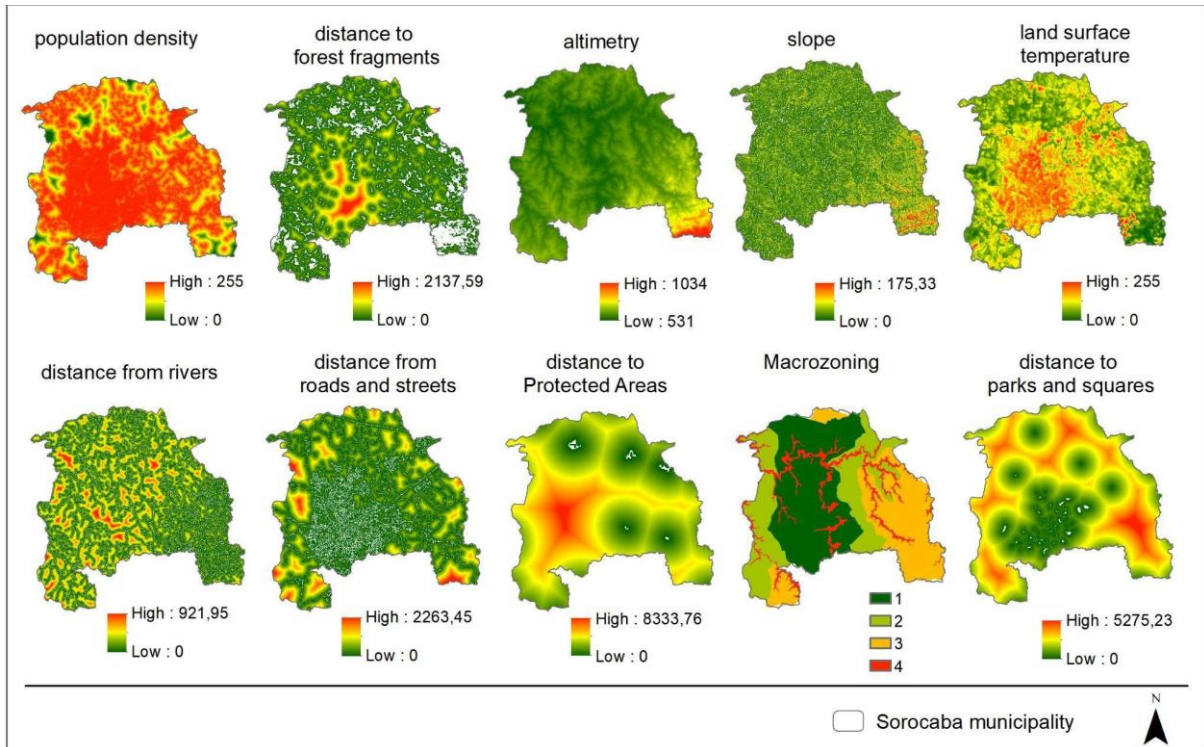 population density
distance to
forest fragments
altimetry
slope
land surface
temperature
High : 255
Low : 0
High : 2137,59
Low : 0
High : 1034
Low : 531
High : 175,33
Low : 0
High : 255
Low : 0
distance from rivers
distance from
roads and streets
distance to
Protected Areas
Macrozoning
distance to
parks and squares
High : 921,95
Low : 0
High : 2263,45
Low : 0
High : 8333,76
Low : 0
1
2
3
4
High : 5275,23
Low : 0
Sorocaba municipality
N